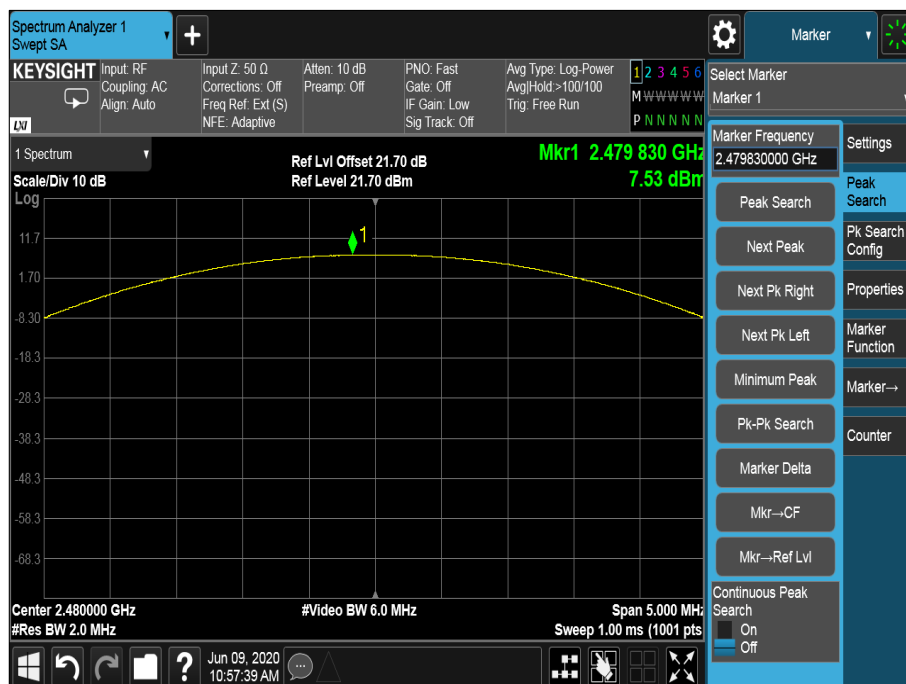 Spectrum Analyzer 1
Swept SA
Marker
KEYSIGHT
Input: RF
Coupling: AC
Align: Auto
Input Z: 50 Ω
Corrections: Off
Freq Ref: Ext (S)
NFE: Adaptive
Atten: 10 dB
Preamp: Off
PNO: Fast
Gate: Off
IF Gain: Low
Sig Track: Off
Avg Type: Log-Power
Avg|Hold:>100/100
Trig: Free Run
1 2 3 4 5 6
M W W W W W
P N N N N N
LXI
Select Marker
Marker 1
1 Spectrum
Scale/Div 10 dB
Log
Ref Lvl Offset 21.70 dB
Ref Level 21.70 dBm
Mkr1 2.479 830 GHz
7.53 dBm
1
11.7
1.70
-8.30
-18.3
-28.3
-38.3
-48.3
-58.3
-68.3
Center 2.480000 GHz
#Res BW 2.0 MHz
#Video BW 6.0 MHz
Span 5.000 MHz
Sweep 1.00 ms (1001 pts
Marker Frequency
2.479830000 GHz
Peak Search
Next Peak
Next Pk Right
Next Pk Left
Minimum Peak
Pk-Pk Search
Marker Delta
Mkr→CF
Mkr→Ref Lvl
Continuous Peak
Search
On
Off
Settings
Peak
Search
Pk Search
Config
Properties
Marker
Function
Marker→
Counter
?
Jun 09, 2020
10:57:39 AM